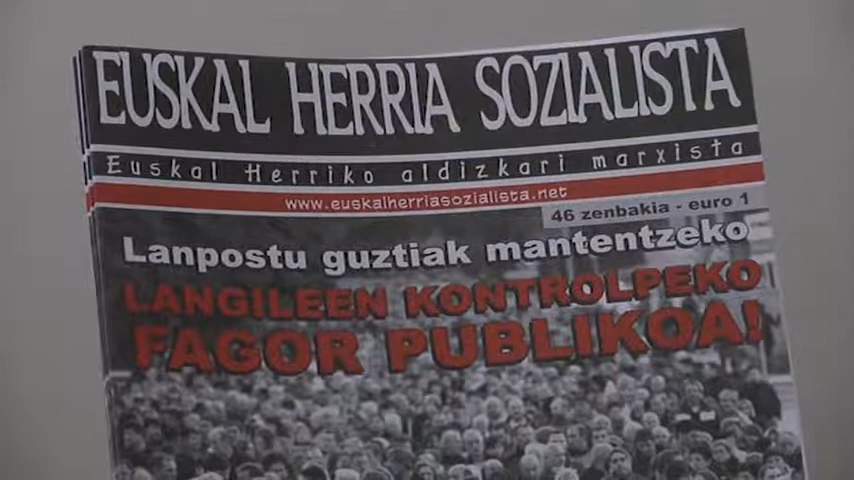 EUSKAL HERRIA SOZIALISTA
Euskal Herriko aldizkari marxista
www.euskalherriasozialista.net
46 zenbakia - euro 1
Lanpostu guztiak mantentzeko
LANGILEEN KONTROLPEKO
FAGOR PUBLIKOA!